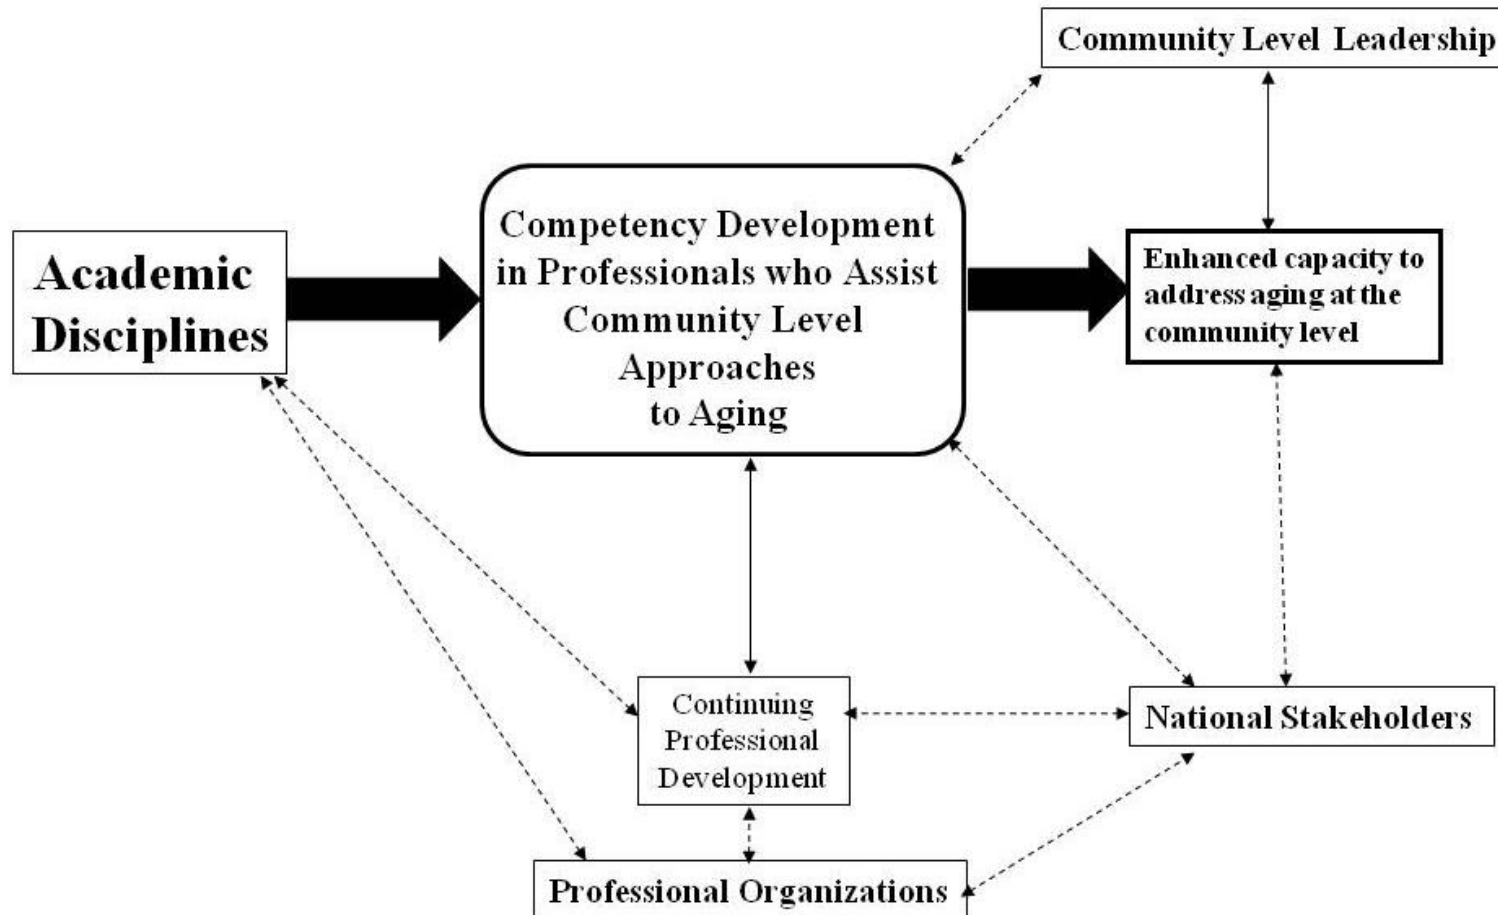 Community Level Leadership
Academic
Disciplines
Competency Development
in Professionals who Assist
Community Level
Approaches
to Aging
Enhanced capacity to
address aging at the
community level
Continuing
Professional
Development
National Stakeholders
Professional Organizations